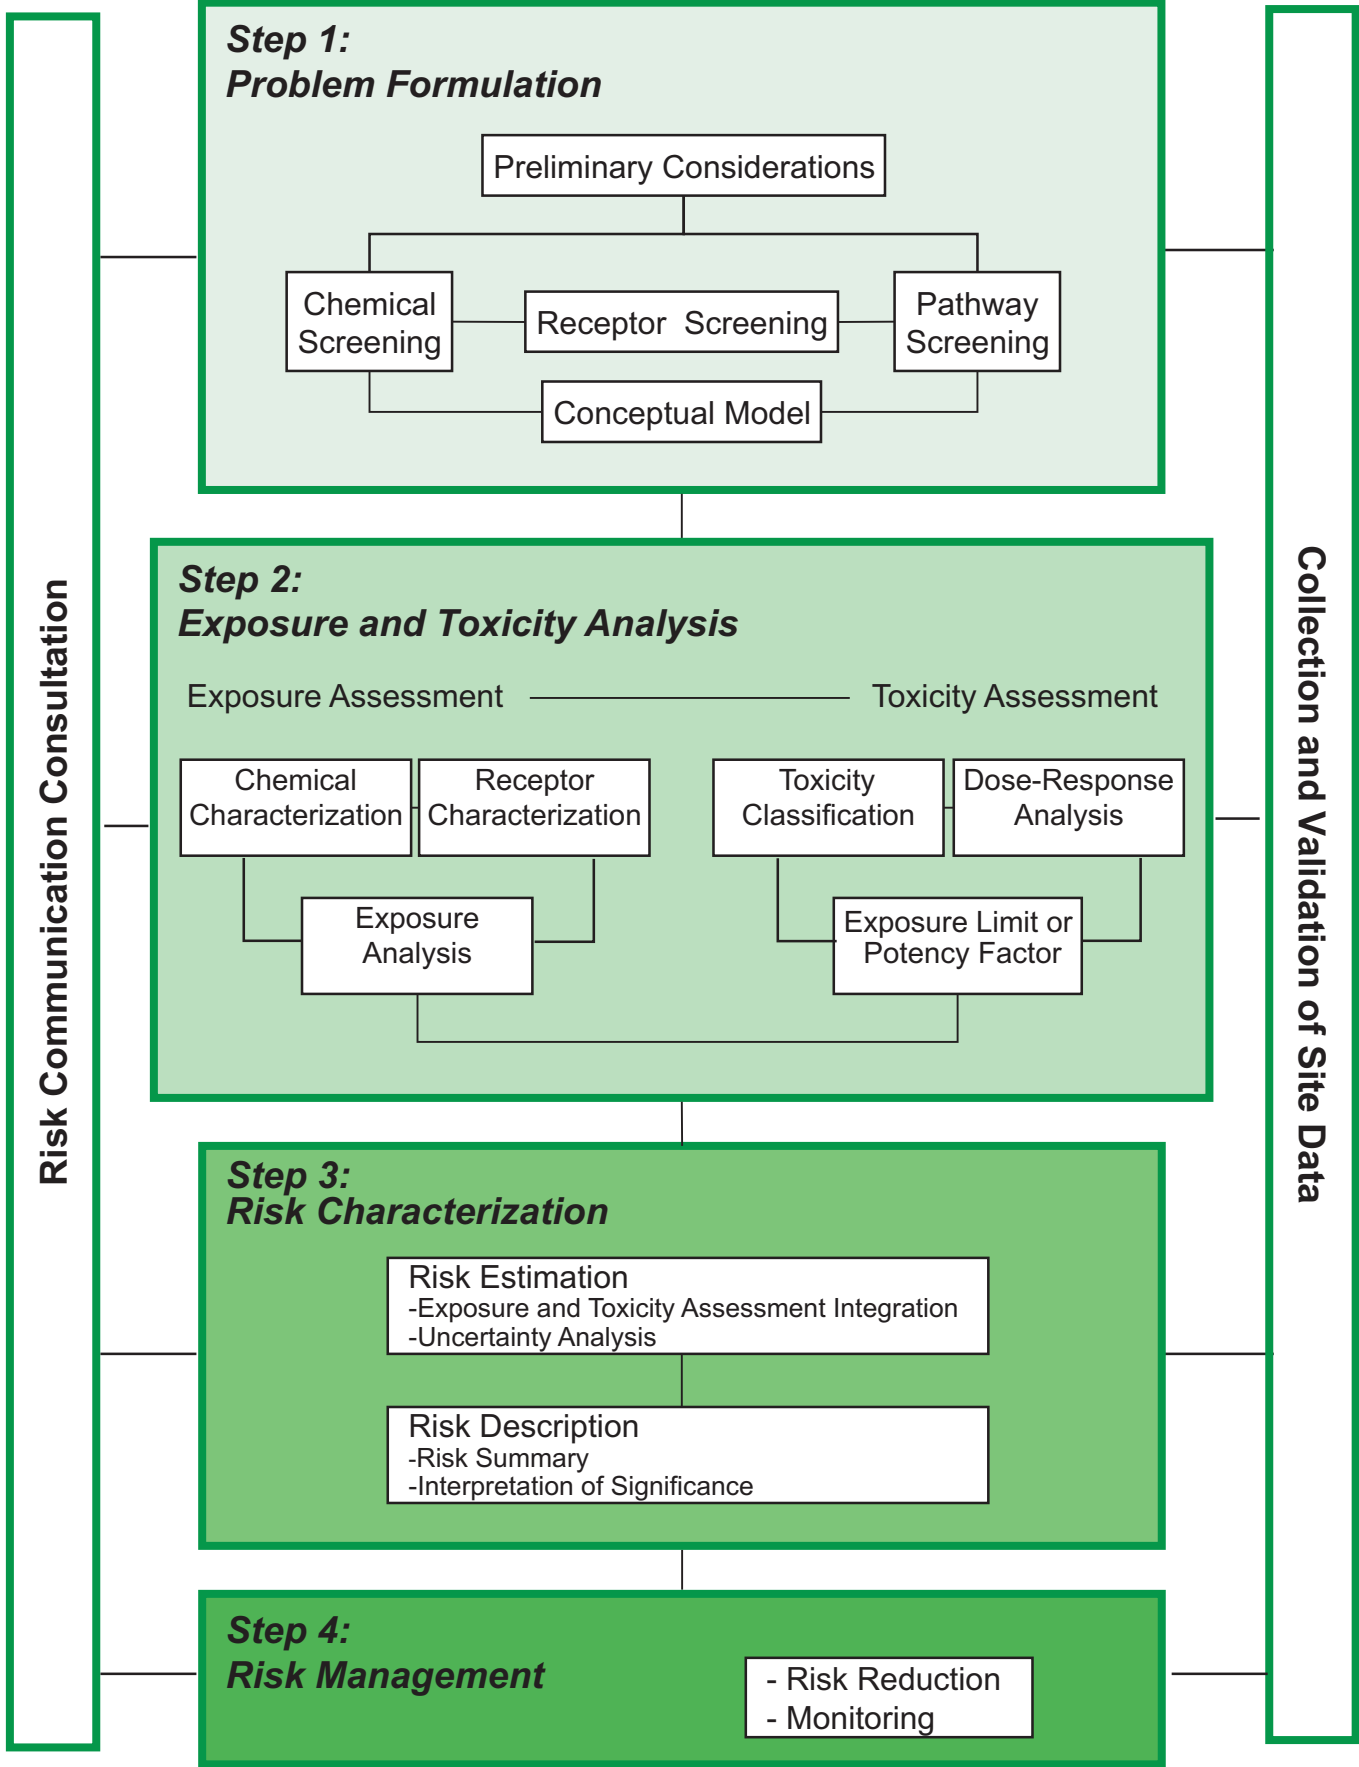 Step 1:
Problem Formulation
Preliminary Considerations
Chemical
Screening
Receptor Screening
Pathway
Screening
Conceptual Model
Step 2:
Exposure and Toxicity Analysis
Exposure Assessment
Toxicity Assessment
Chemical
Characterization
Receptor
Characterization
Toxicity
Classification
Dose-Response
Analysis
Exposure
Analysis
Exposure Limit or
Potency Factor
Step 3:
Risk Characterization
Risk Estimation
-Exposure and Toxicity Assessment Integration
-Uncertainty Analysis
Risk Description
-Risk Summary
-Interpretation of Significance
Step 4:
Risk Management
- Risk Reduction
- Monitoring
Risk Communication Consultation
Collection and Validation of Site Data